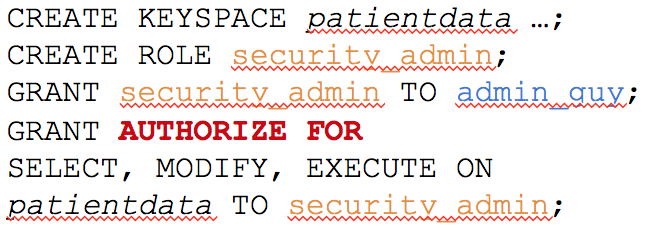 CREATE KEYSPACE patientdata …;
CREATE ROLE security_admin;
GRANT security_admin TO admin_guy;
GRANT AUTHORIZE FOR
SELECT, MODIFY, EXECUTE ON
patientdata TO security_admin;